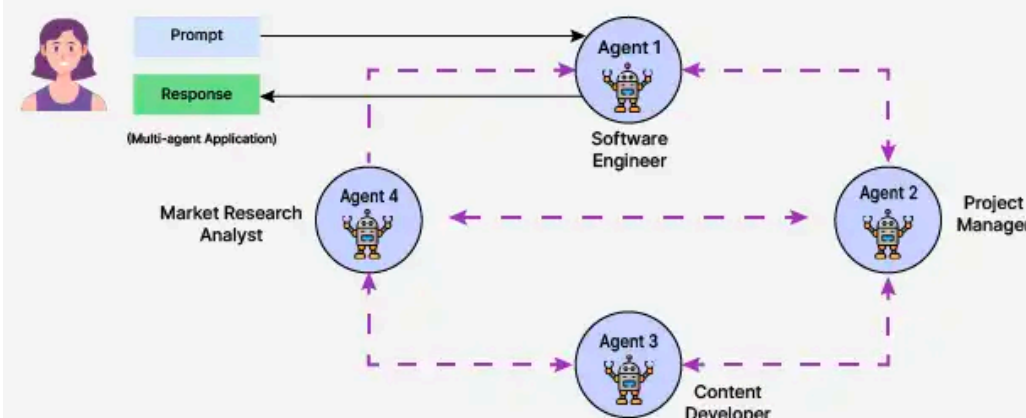 Prompt
Response
(Multi-agent Application)
Agent 1
Software
Engineer
Agent 4
Market Research
Analyst
Agent 2
Project
Manager
Agent 3
Content
Developer